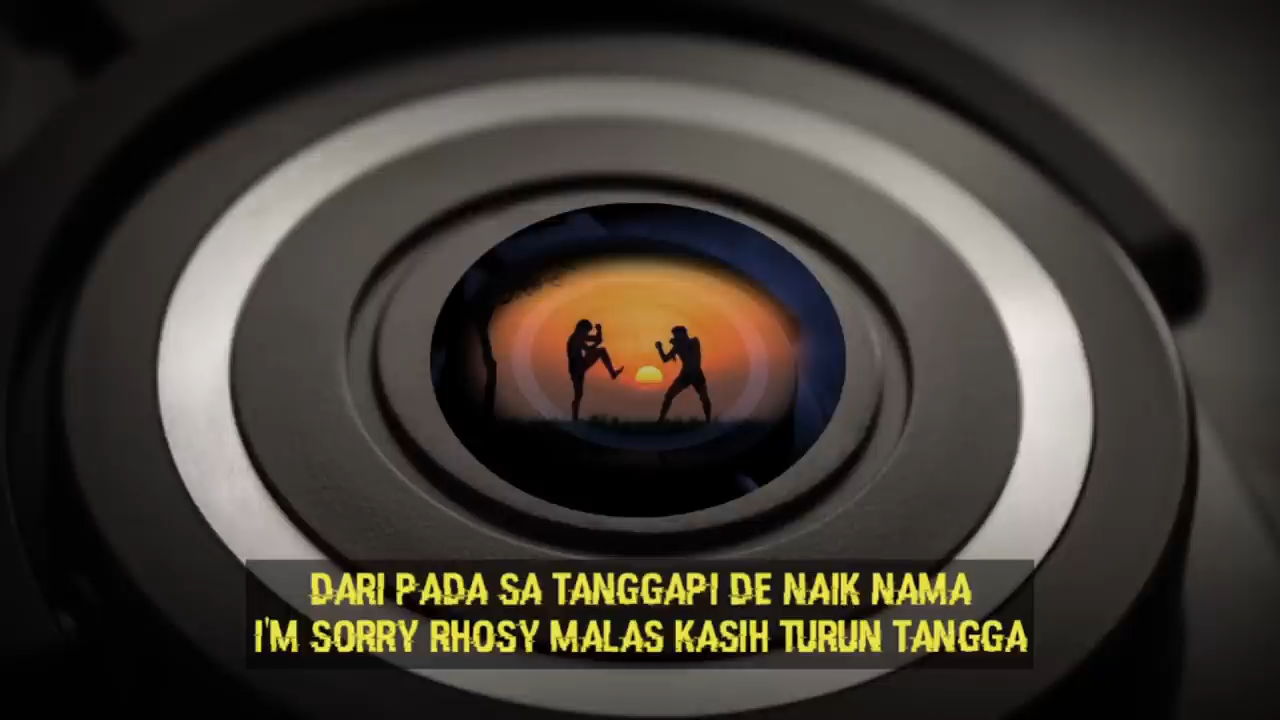 DARI PADA SA TANGGAPI DE NAIK NAMA
I'M SORRY RHOSY MALAS KASIH TURUN TANGGA